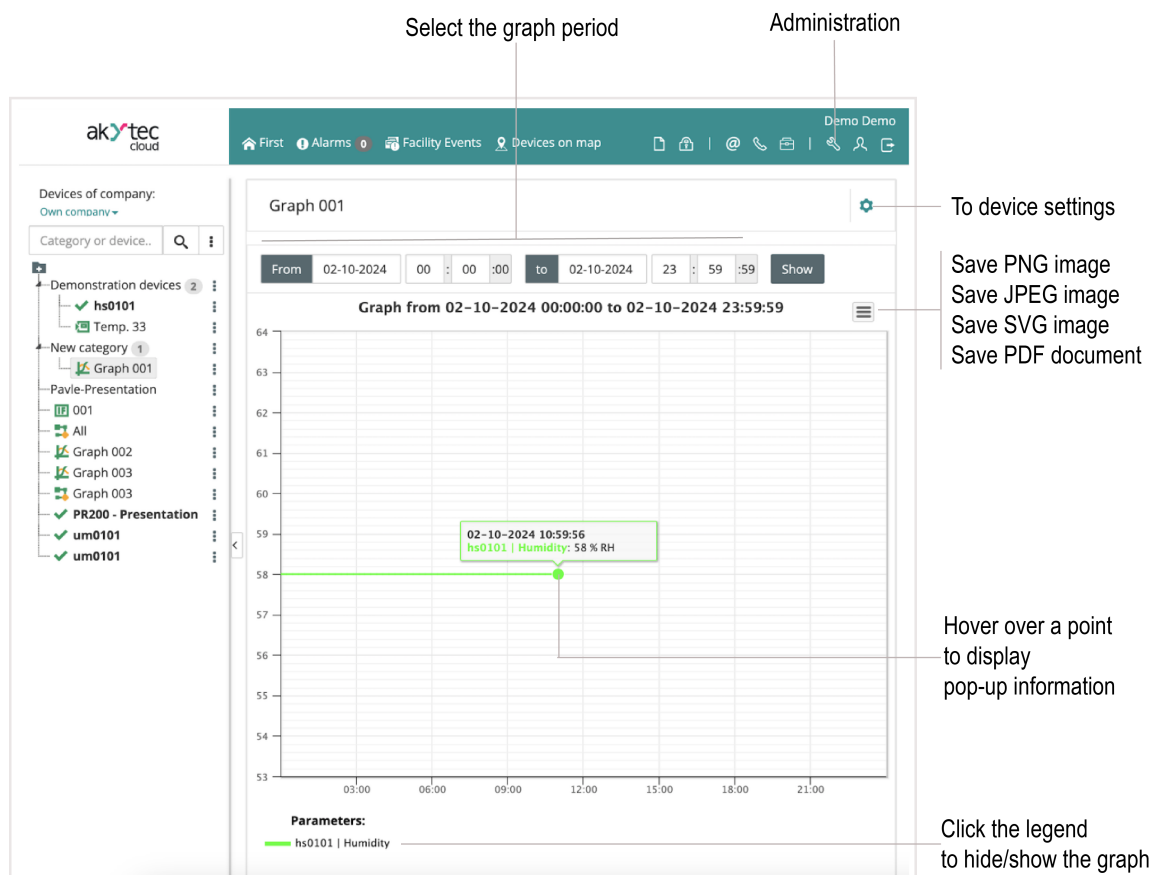 Select the graph period
Administration
akYtec
cloud
Demo Demo
First
Alarms 0
Facility Events
Devices on map
@
Devices of company:
Own company
Category or device..
Demonstration devices 2
hs0101
Temp. 33
New category 1
Graph 001
Pavle-Presentation
001
All
Graph 002
Graph 003
Graph 003
PR200 - Presentation
um0101
um0101
Graph 001
To device settings
From 02-10-2024 00 : 00 :00 to 02-10-2024 23 : 59 :59 Show
Save PNG image
Save JPEG image
Save SVG image
Save PDF document
Graph from 02-10-2024 00:00:00 to 02-10-2024 23:59:59
64
63
62
61
60
59
58
57
56
55
54
53
02-10-2024 10:59:56
hs0101 | Humidity: 58 % RH
Hover over a point
to display
pop-up information
03:00 06:00 09:00 12:00 15:00 18:00 21:00
Parameters:
hs0101 | Humidity
Click the legend
to hide/show the graph